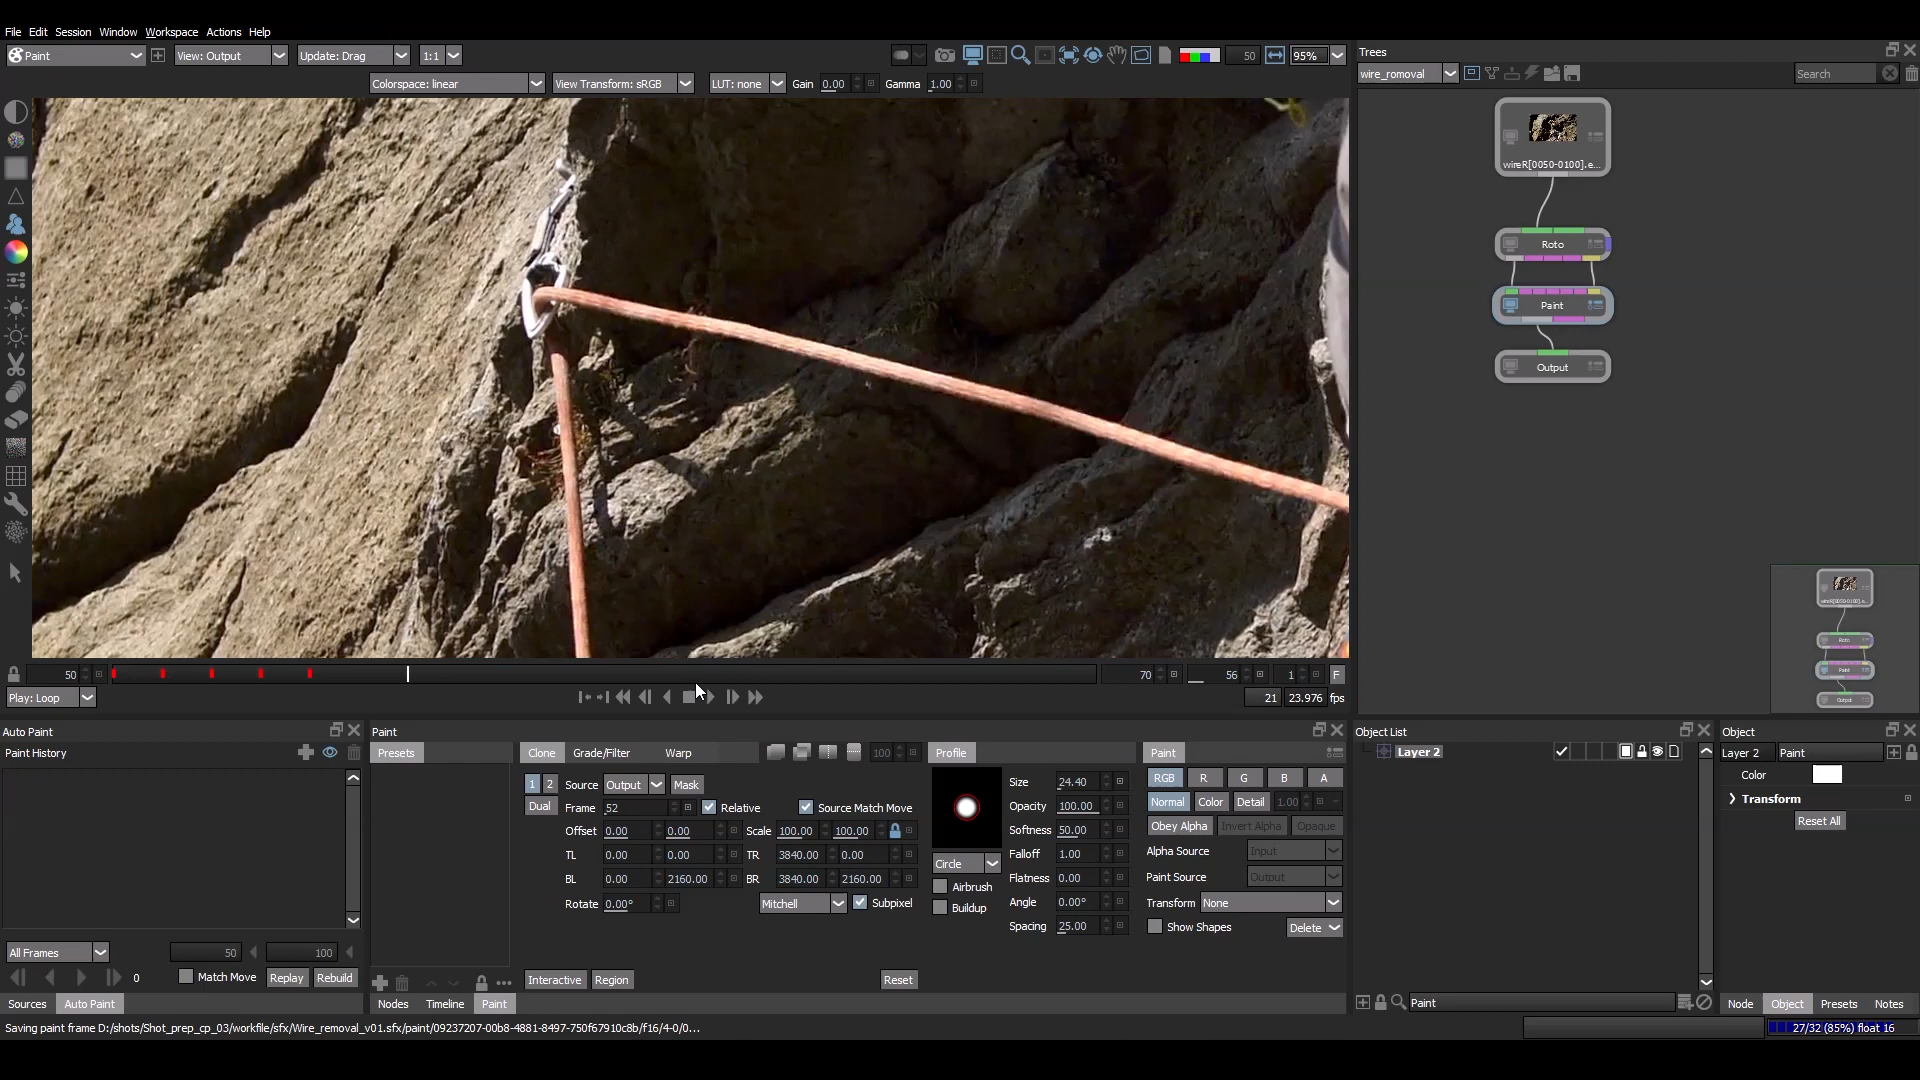 File Edit Session Window Workspace Actions Help
Paint View: Output Update: Drag 1:1 50 95%
Colorspace: linear View Transform: sRGB LUT: none Gain 0.00 Gamma 1.00
Trees
wire_romoval Search
wireR[0050-0100].e...
Roto
Paint
Output
50 70 56 1 F
Play: Loop 21 23.976 fps
Auto Paint
Paint History
All Frames 50 100
0 Match Move Replay Rebuild
Sources Auto Paint
Paint
Presets Clone Grade/Filter Warp 100 Profile Paint
1 2 Source Output Mask
Dual Frame 52 Relative Source Match Move
Offset 0.00 0.00 Scale 100.00 100.00
TL 0.00 0.00 TR 3840.00 0.00
BL 0.00 2160.00 BR 3840.00 2160.00
Rotate 0.00° Mitchell Subpixel
Interactive Region Reset
Circle
Airbrush
Buildup
Size 24.40
Opacity 100.00
Softness 50.00
Falloff 1.00
Flatness 0.00
Angle 0.00°
Spacing 25.00
RGB R G B A
Normal Color Detail 1.00
Obey Alpha Invert Alpha Opaque
Alpha Source Input
Paint Source Output
Transform None
Show Shapes Delete
Nodes Timeline Paint
Object List
Layer 2
Paint
Object
Layer 2 Paint
Color
Transform
Reset All
Node Object Presets Notes
Saving paint frame D:/shots/Shot_prep_cp_03/workfile/sfx/Wire_removal_v01.sfx/paint/09237207-00b8-4881-8497-750f67910c8b/f16/4-0/0...
27/32 (85%) float 16